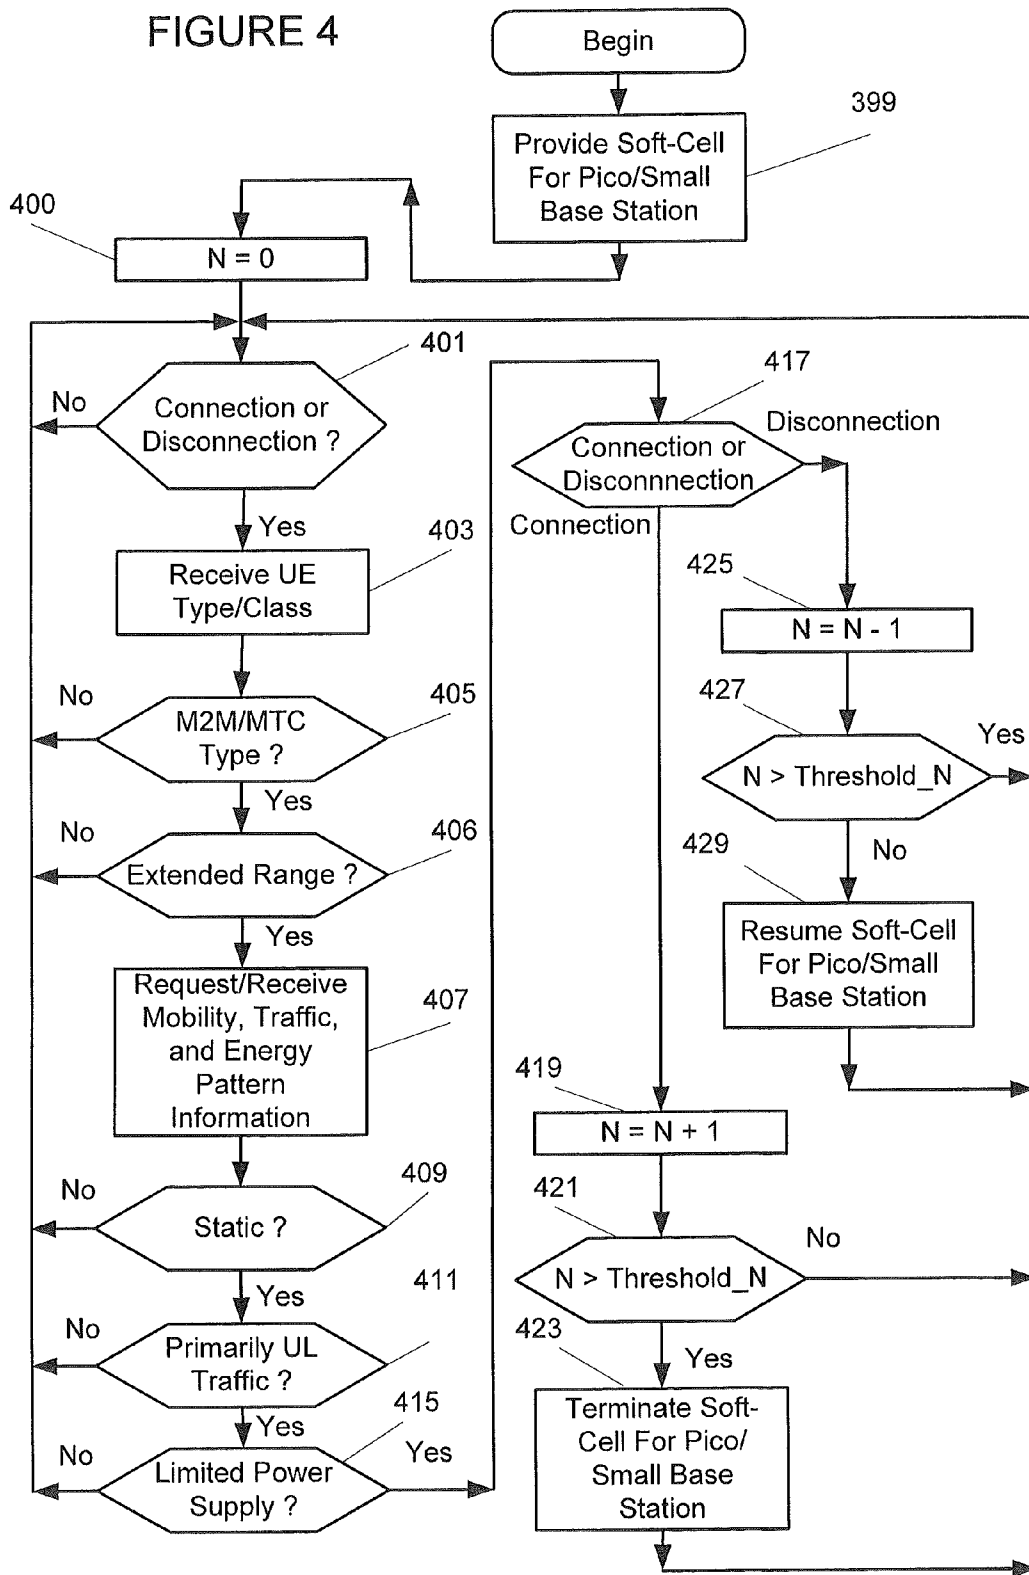 FIGURE 4
Begin
399
Provide Soft-Cell
For Pico/Small
Base Station
400
N = 0
401
Connection or
Disconnection ?
No
Yes
403
Receive UE
Type/Class
No
405
M2M/MTC
Type ?
Yes
No
406
Extended Range ?
Yes
407
Request/Receive
Mobility, Traffic,
and Energy
Pattern
Information
No
409
Static ?
Yes
411
No
Primarily UL
Traffic ?
Yes
415
No
Limited Power
Supply ?
Yes
417
Connection or
Disconnnection
Disconnection
Connection
425
N = N - 1
427
N > Threshold_N
Yes
No
429
Resume Soft-Cell
For Pico/Small
Base Station
419
N = N + 1
421
N > Threshold_N
No
423
Yes
Terminate Soft-
Cell For Pico/
Small Base
Station